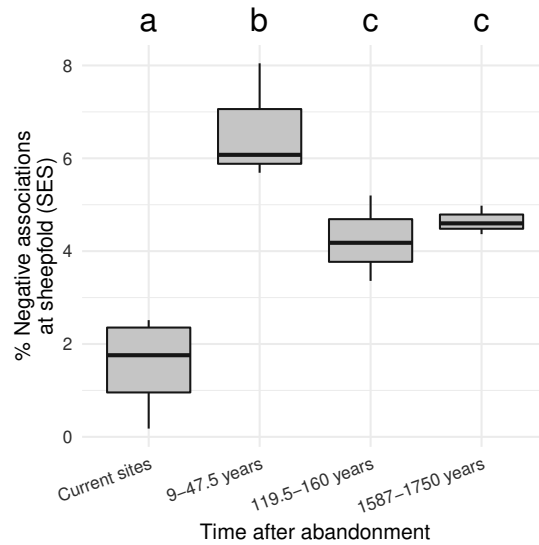 a b c c
% Negative associations
at sheepfold (SES)
8
6
4
2
0
Current sites
9–47.5 years
119.5–160 years
1587–1750 years
Time after abandonment